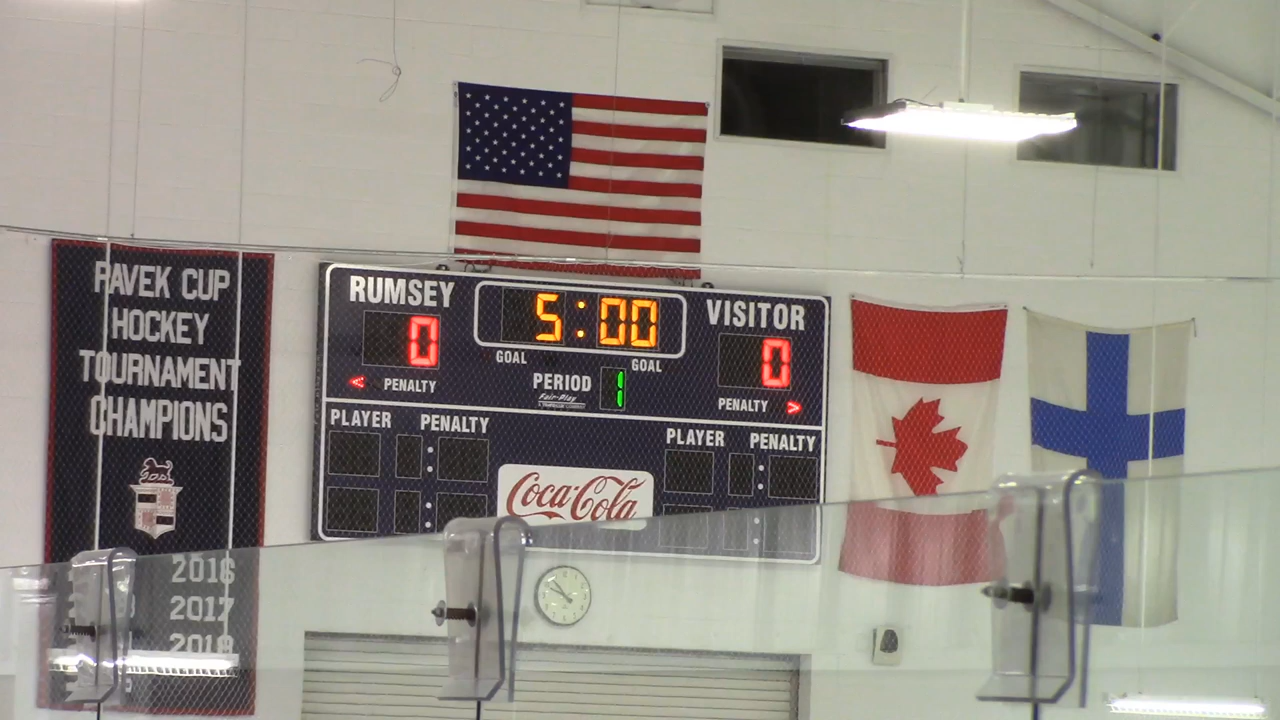 PAVEK CUP
HOCKEY
TOURNAMENT
CHAMPIONS
2016
2017
2018
RUMSEY
5:00
VISITOR
0
0
GOAL
GOAL
< PENALTY
PERIOD 1
PENALTY >
Fair-Play
PLAYER PENALTY
PLAYER PENALTY
Coca-Cola